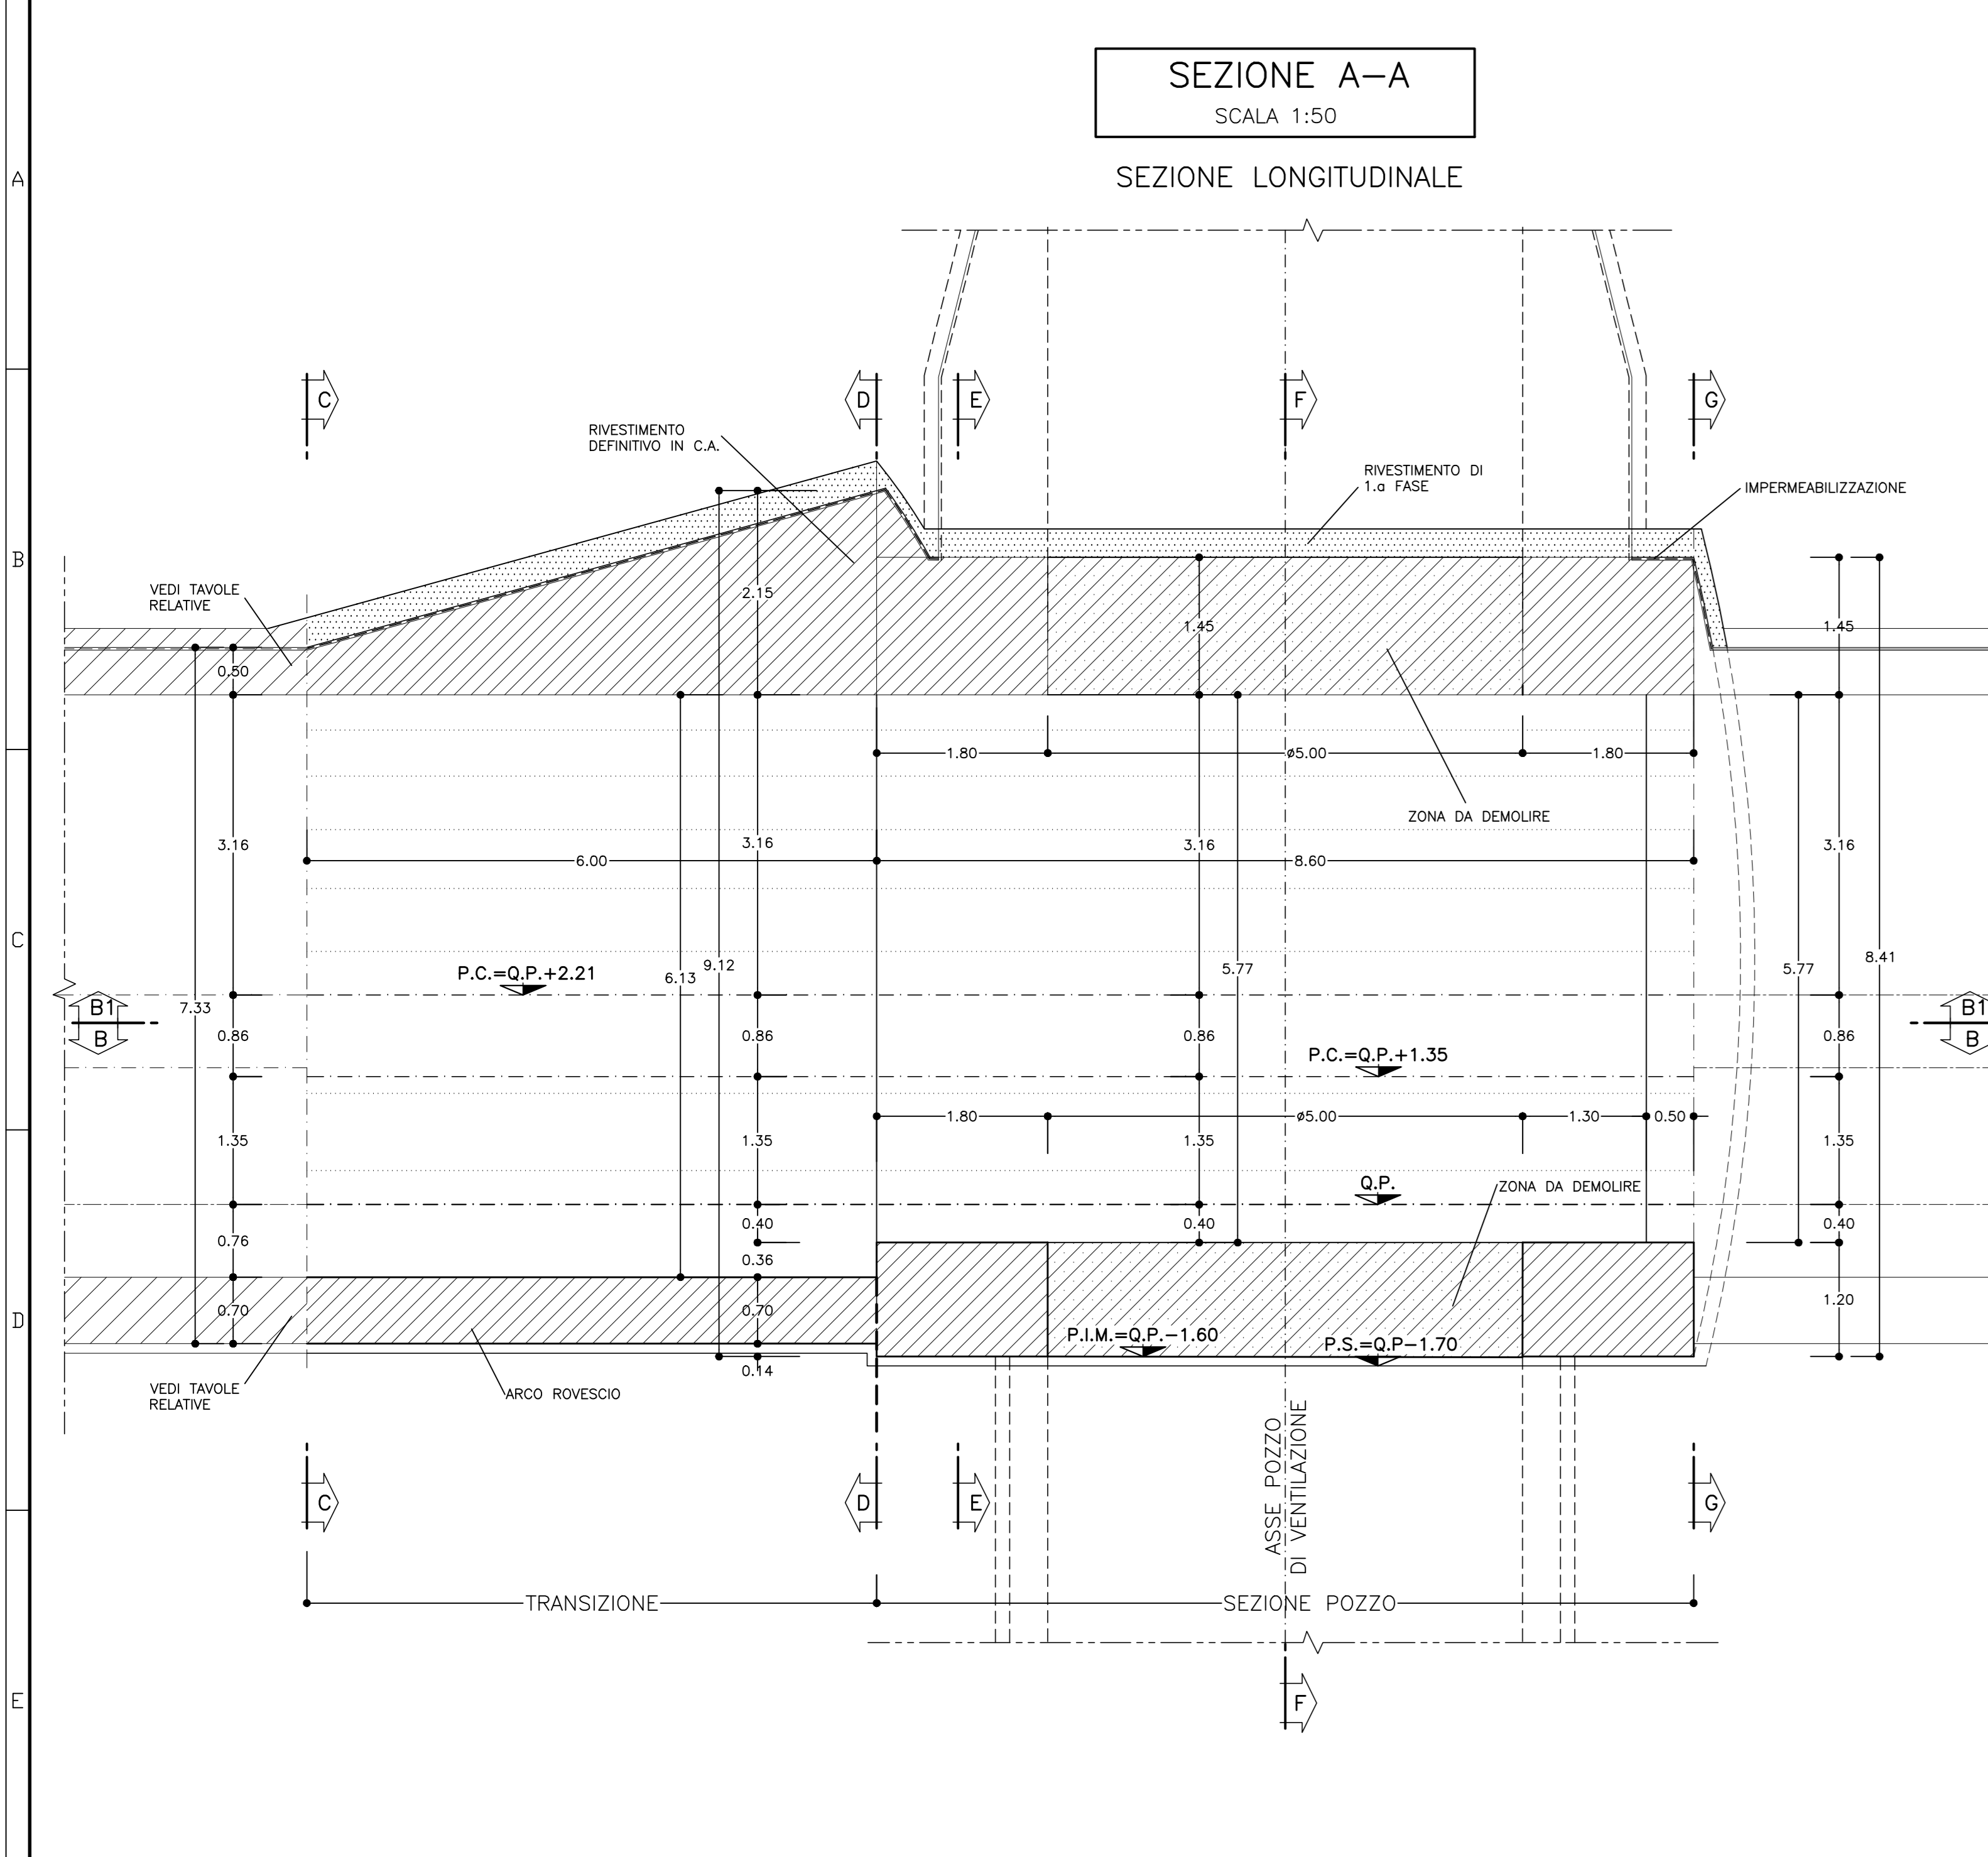 SEZIONE A-A
SCALA 1:50
SEZIONE LONGITUDINALE
A
C
D
E
F
G
RIVESTIMENTO
DEFINITIVO IN C.A.
RIVESTIMENTO DI
1.a FASE
IMPERMEABILIZZAZIONE
B
VEDI TAVOLE
RELATIVE
2.15
1.45
1.45
0.50
1.80
ø5.00
1.80
ZONA DA DEMOLIRE
3.16
3.16
3.16
3.16
6.00
8.60
C
P.C.=Q.P.+2.21
6.13
9.12
5.77
5.77
8.41
B1
B
7.33
B1
B
0.86
0.86
0.86
0.86
P.C.=Q.P.+1.35
1.80
ø5.00
1.30
0.50
1.35
1.35
1.35
1.35
Q.P.
ZONA DA DEMOLIRE
0.76
0.40
0.40
0.40
0.36
D
0.70
0.70
1.20
P.I.M.=Q.P.-1.60
P.S.=Q.P-1.70
0.14
VEDI TAVOLE
RELATIVE
ARCO ROVESCIO
ASSE POZZO
DI VENTILAZIONE
C
D
E
G
TRANSIZIONE
SEZIONE POZZO
E
F